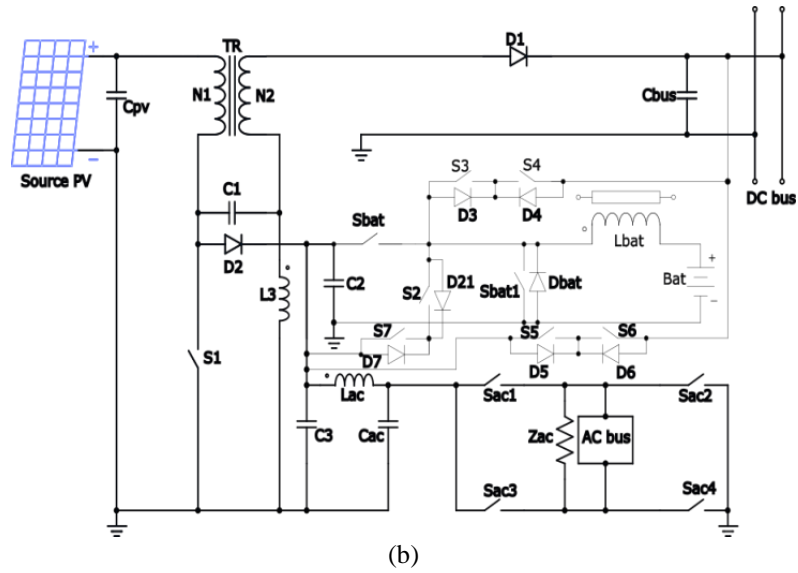 +
TR
D1
N1
N2
Cpv
Cbus
−
Source PV
S3
S4
D3
D4
DC bus
C1
Sbat
Lbat
D2
+
Bat
−
C2
L3
S2
D21
Sbat1
Dbat
S7
S5
S6
S1
D7
D5
D6
Lac
Sac1
Sac2
C3
Cac
Zac
AC bus
Sac3
Sac4
(b)